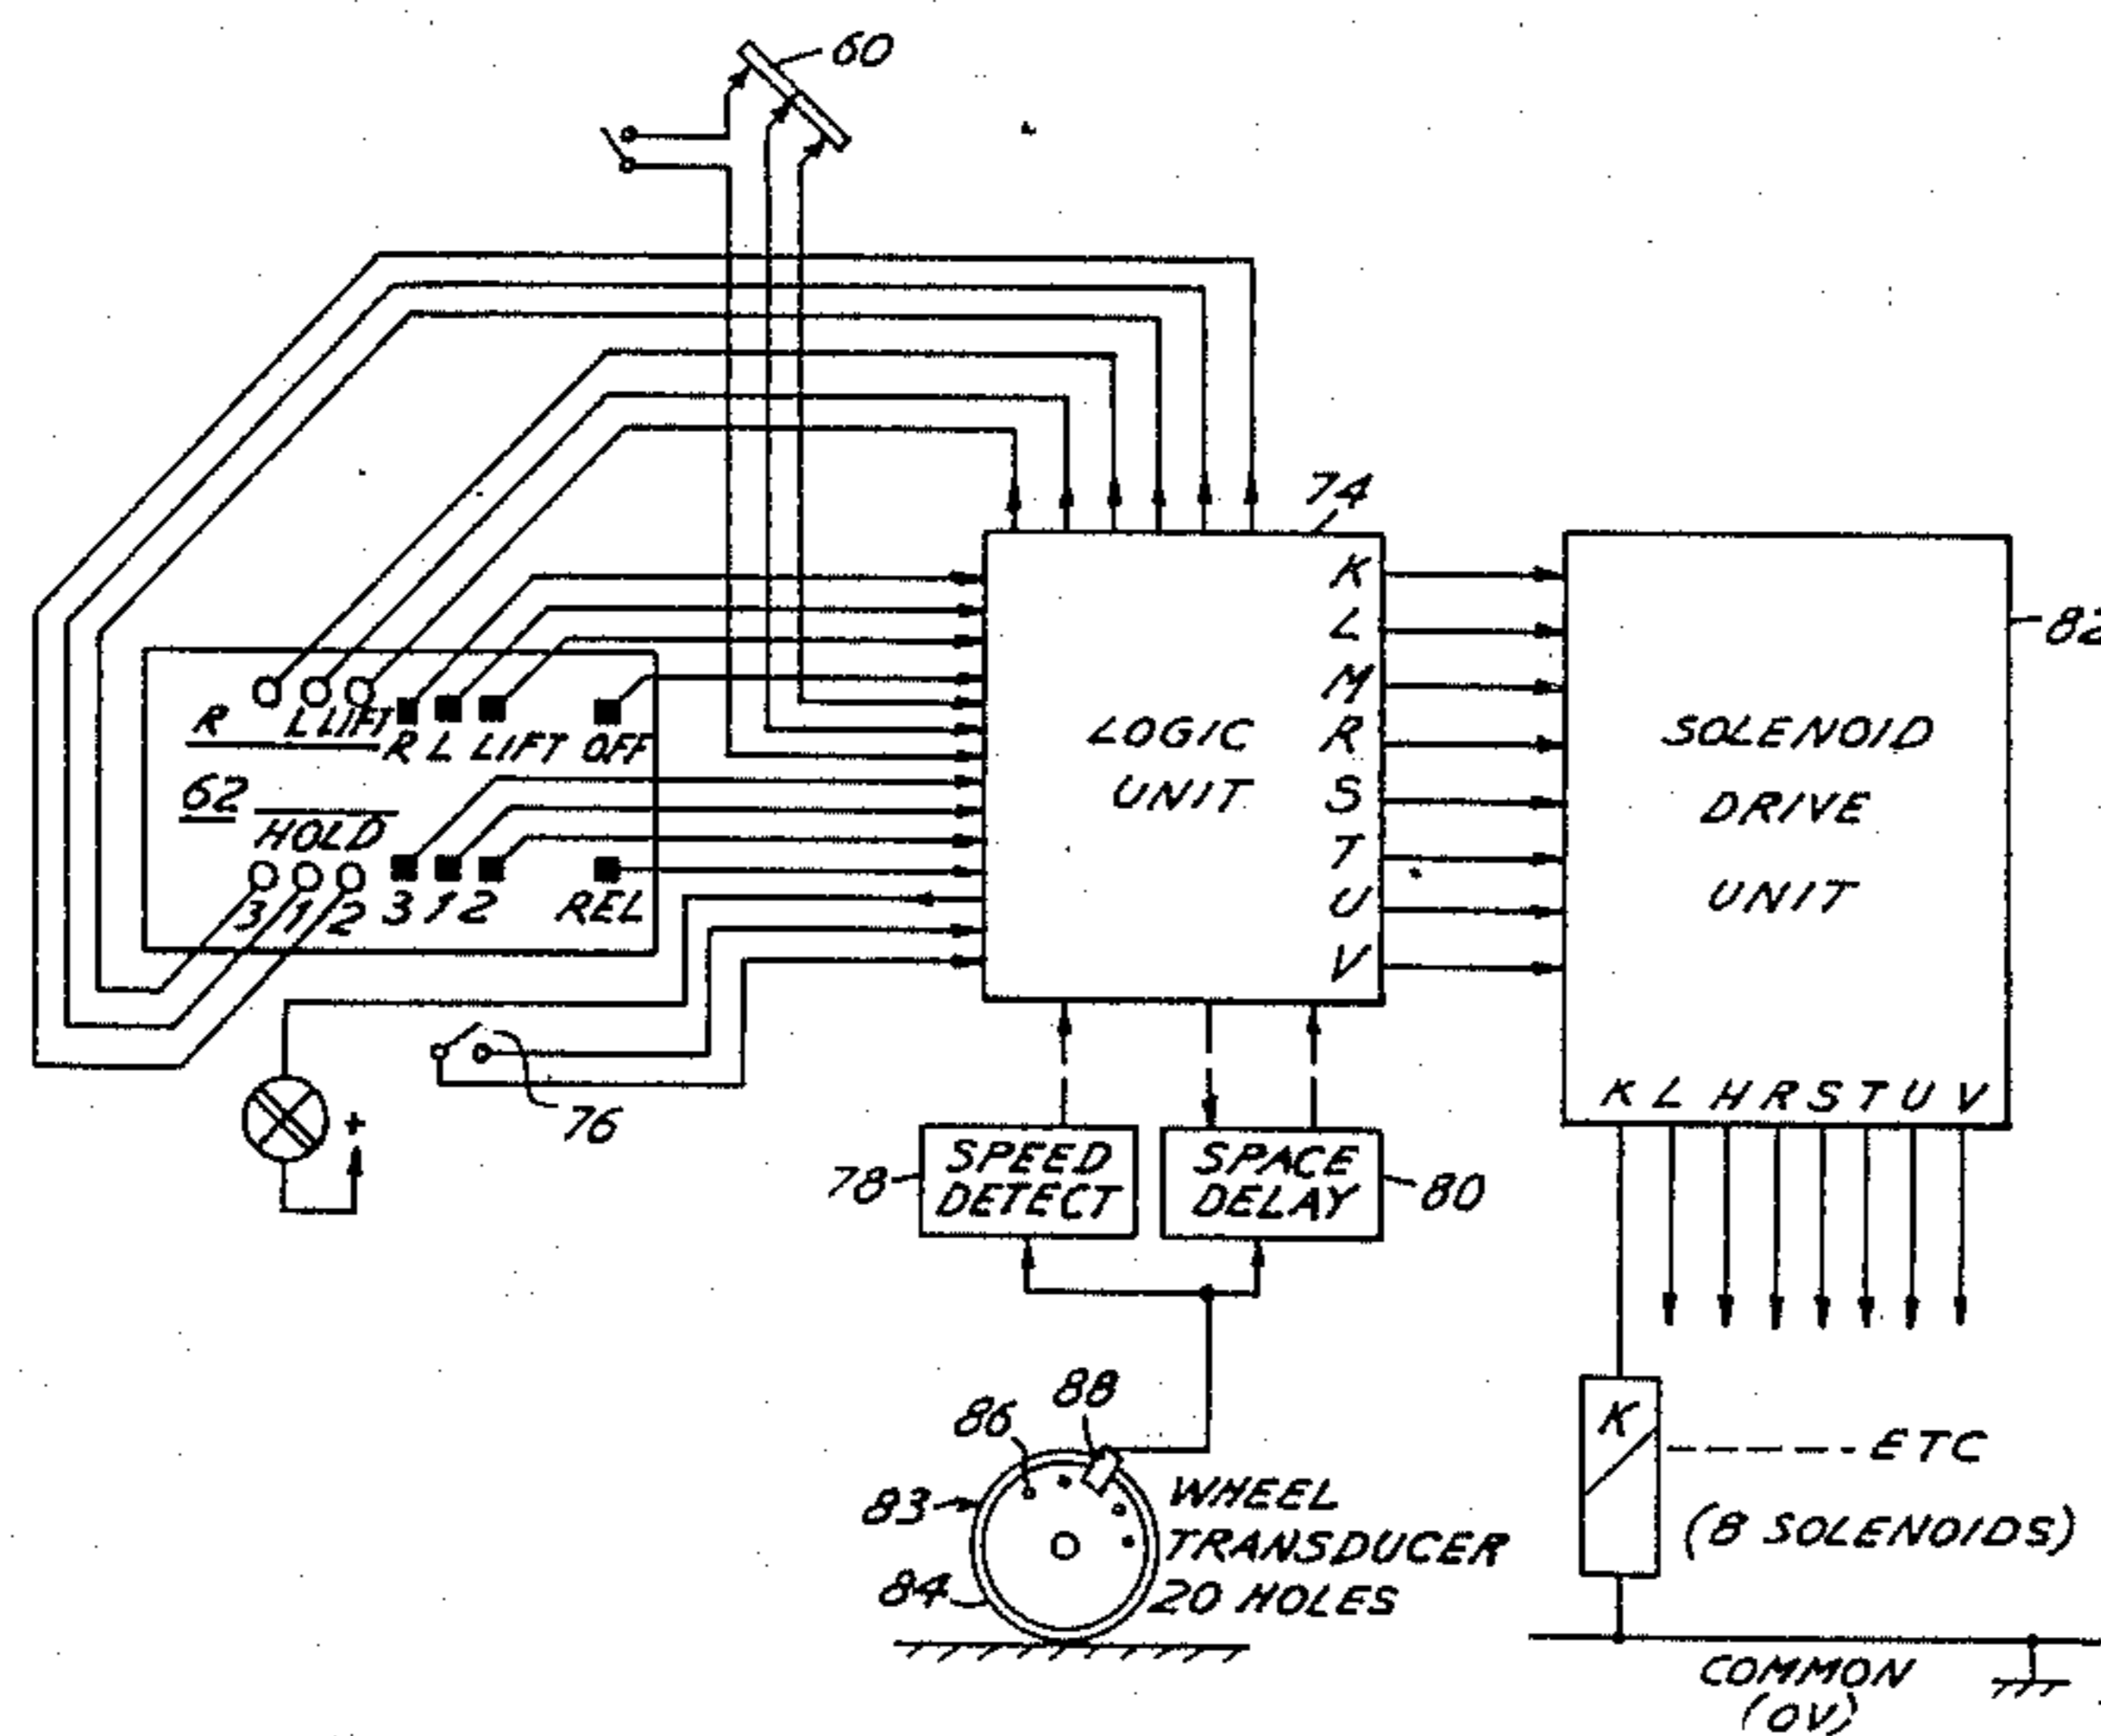 60
74
K
L
M
R
S
T
U
V
LOGIC
UNIT
SOLENOID
DRIVE
UNIT
82
R L LIFT
R L LIFT OFF
62
HOLD
3 1 2 3 1 2 REL
76
+
K L H R S T U V
78
SPEED
DETECT
SPACE
DELAY
80
86
88
83
84
WHEEL
TRANSDUCER
20 HOLES
K
ETC
(8 SOLENOIDS)
COMMON
(0V)